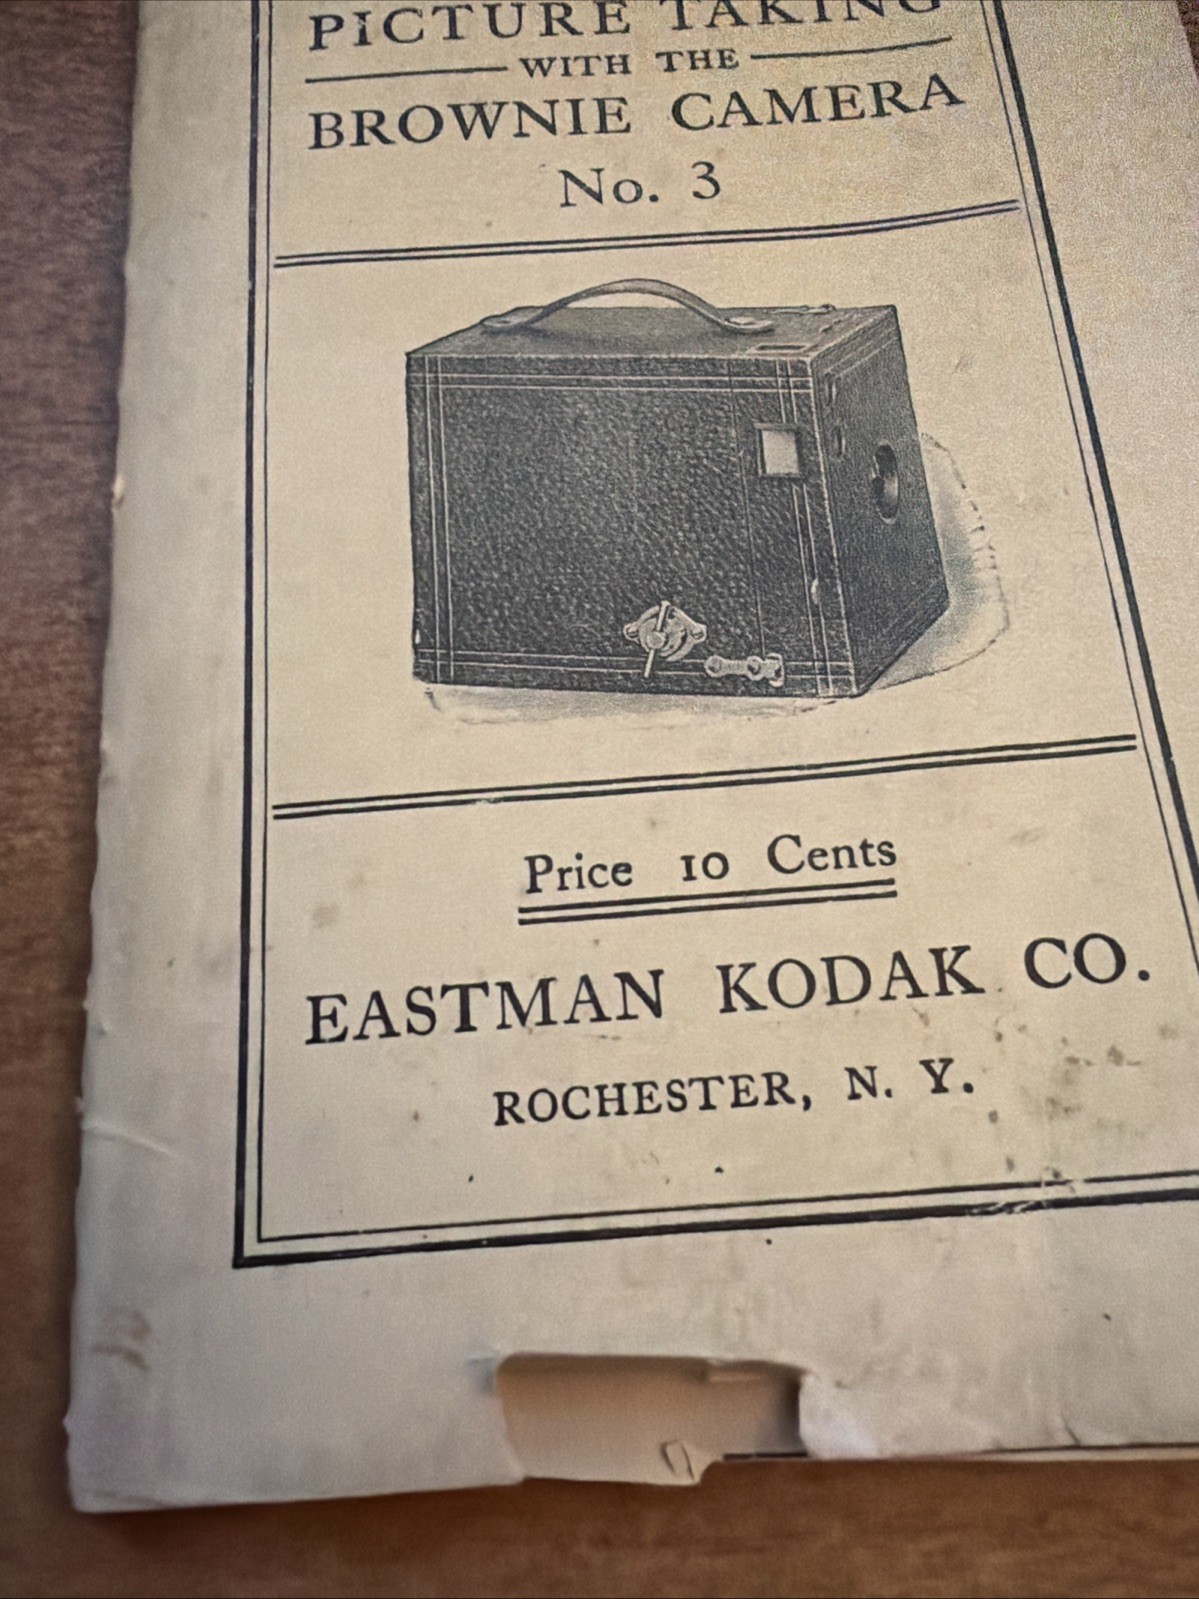 PICTURE TAKING
WITH THE
BROWNIE CAMERA
No. 3
Price 10 Cents
EASTMAN KODAK CO.
ROCHESTER, N. Y.